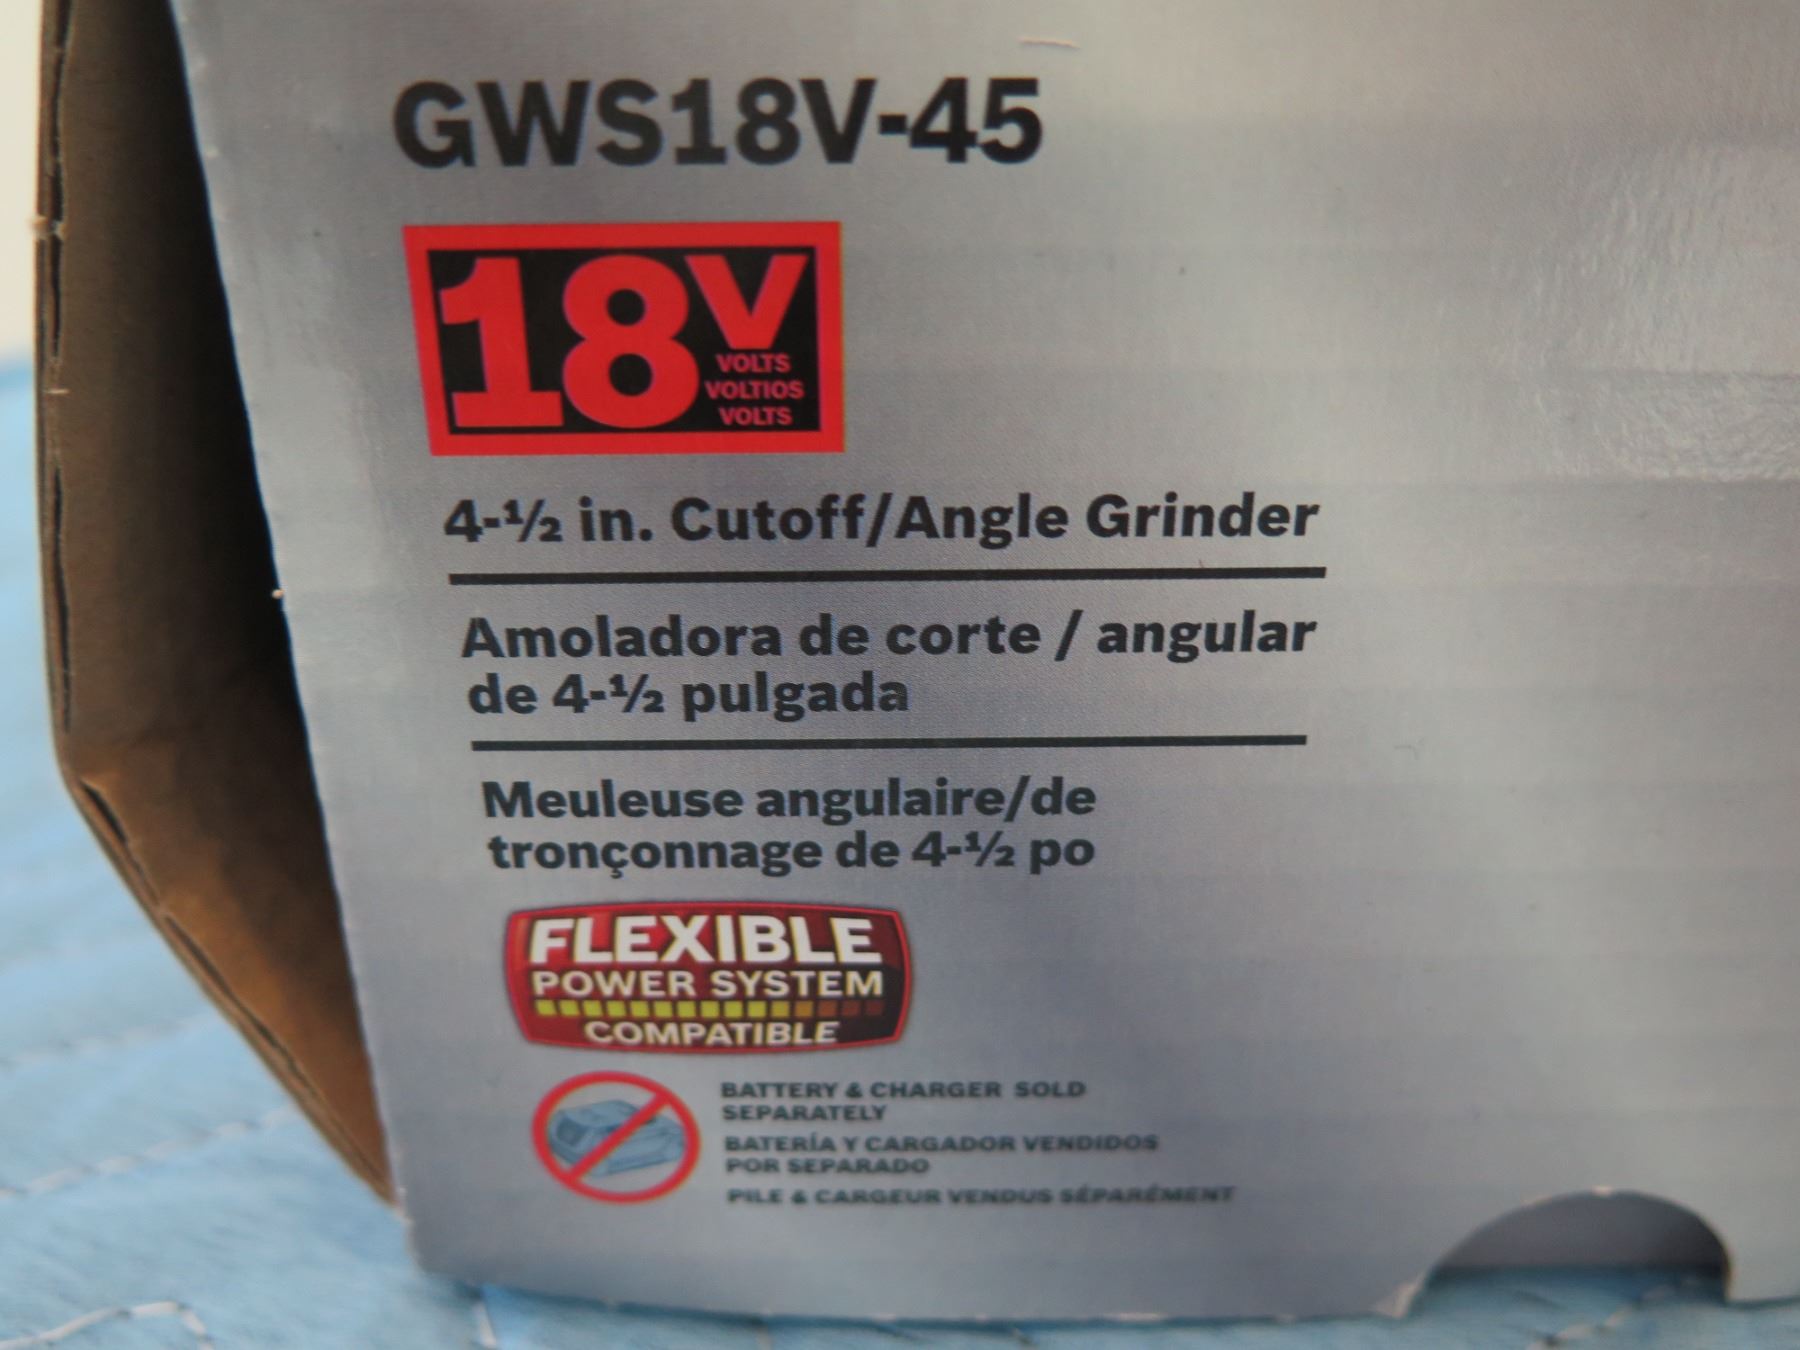 GWS18V-45
18V
VOLTS
VOLTIOS
VOLTS
4-½ in. Cutoff/Angle Grinder
Amoladora de corte / angular
de 4-½ pulgada
Meuleuse angulaire/de
tronçonnage de 4-½ po
FLEXIBLE
POWER SYSTEM
COMPATIBLE
BATTERY & CHARGER SOLD
SEPARATELY
BATERÍA Y CARGADOR VENDIDOS
POR SEPARADO
PILE & CARGEUR VENDUS SÉPARÉMENT